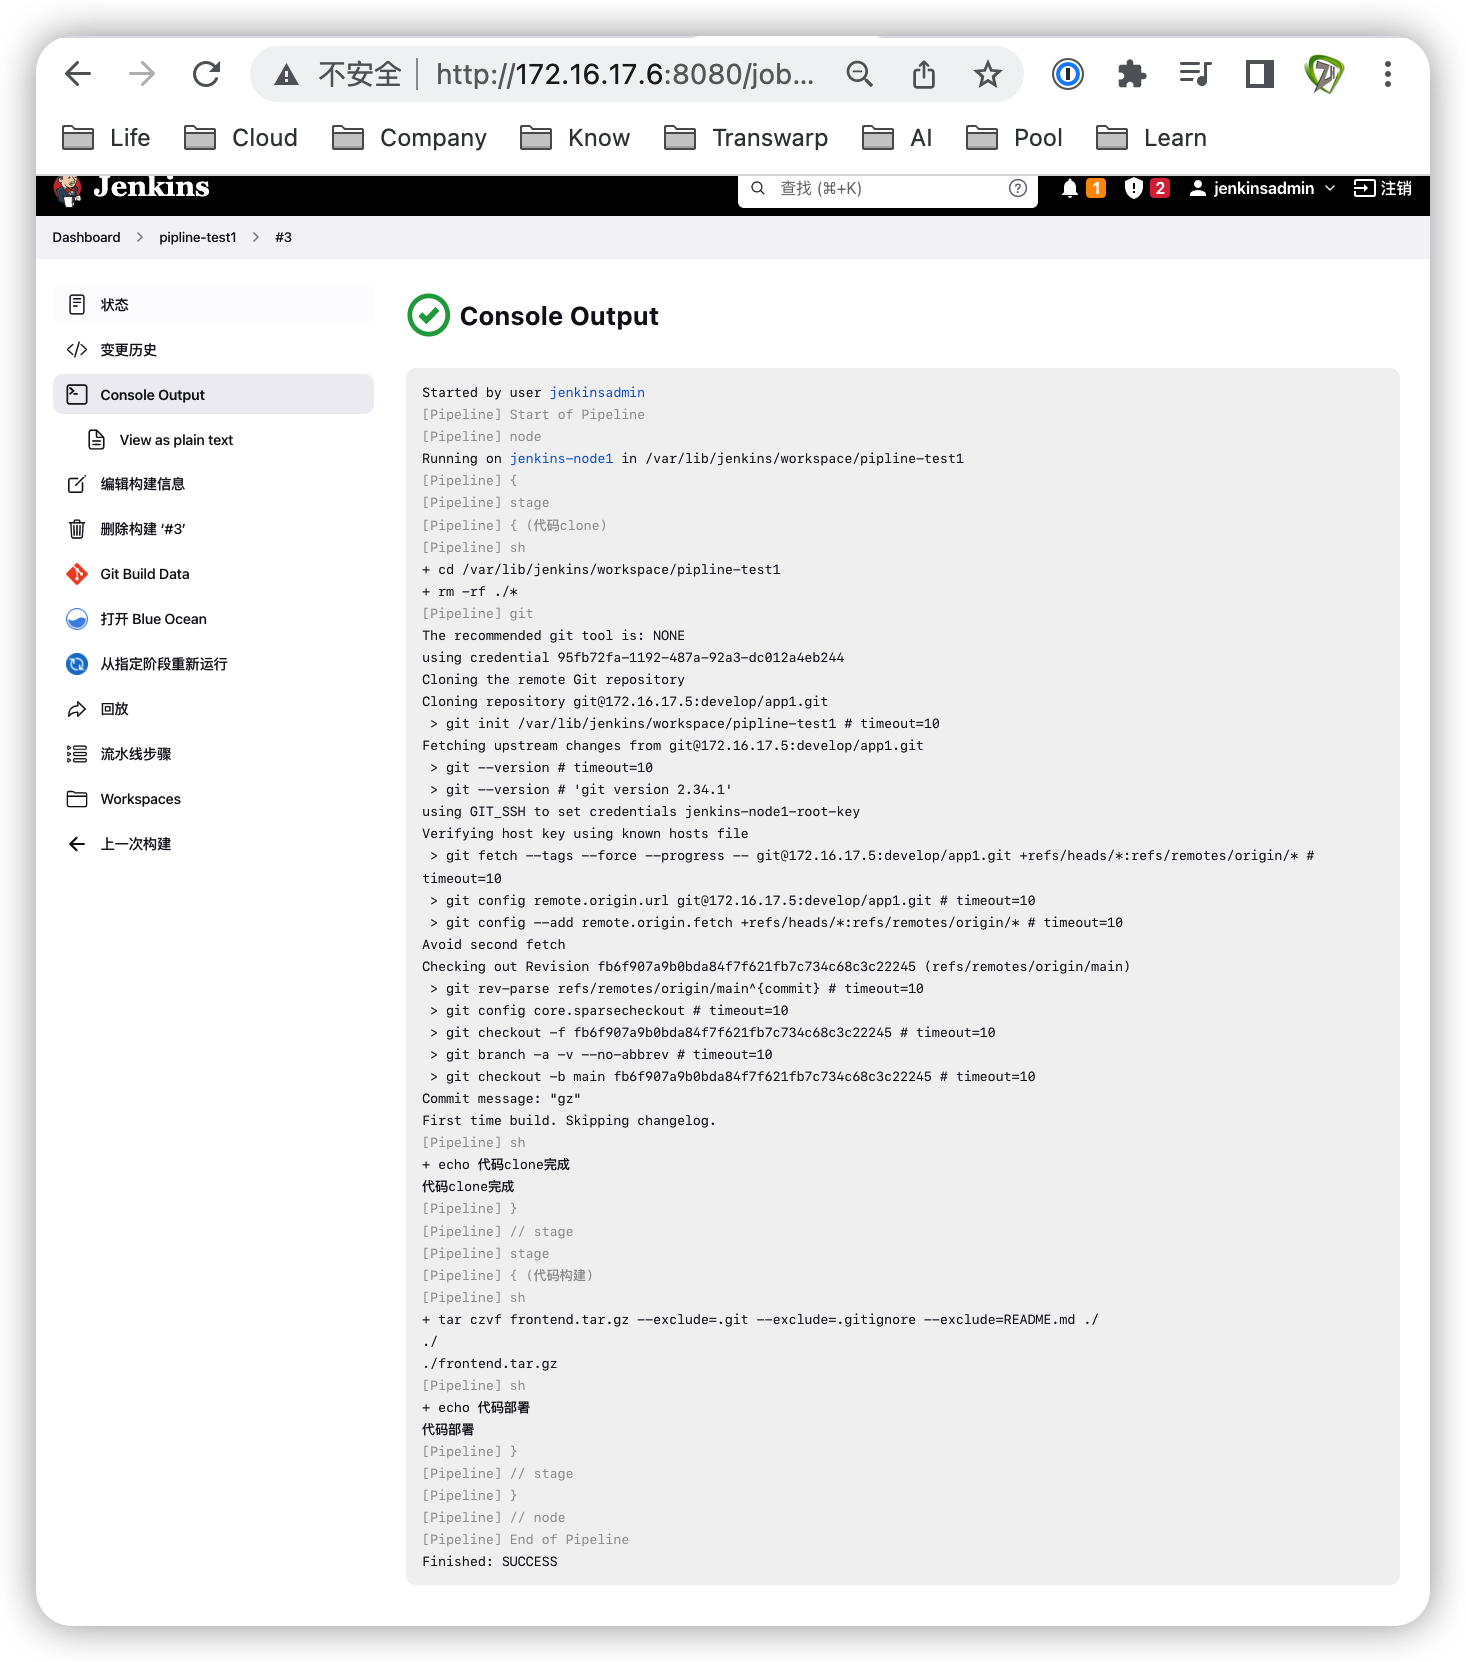 不安全 http://172.16.17.6:8080/job...
Life Cloud Company Know Transwarp AI Pool Learn
Jenkins 查找 (⌘+K) 1 2 jenkinsadmin 注销
Dashboard > pipline-test1 > #3
状态
变更历史
Console Output
View as plain text
编辑构建信息
删除构建 ‘#3’
Git Build Data
打开 Blue Ocean
从指定阶段重新运行
回放
流水线步骤
Workspaces
上一次构建
Console Output
Started by user jenkinsadmin
[Pipeline] Start of Pipeline
[Pipeline] node
Running on jenkins-node1 in /var/lib/jenkins/workspace/pipline-test1
[Pipeline] {
[Pipeline] stage
[Pipeline] { (代码clone)
[Pipeline] sh
+ cd /var/lib/jenkins/workspace/pipline-test1
+ rm -rf ./*
[Pipeline] git
The recommended git tool is: NONE
using credential 95fb72fa-1192-487a-92a3-dc012a4eb244
Cloning the remote Git repository
Cloning repository git@172.16.17.5:develop/app1.git
 > git init /var/lib/jenkins/workspace/pipline-test1 # timeout=10
Fetching upstream changes from git@172.16.17.5:develop/app1.git
 > git --version # timeout=10
 > git --version # 'git version 2.34.1'
using GIT_SSH to set credentials jenkins-node1-root-key
Verifying host key using known hosts file
 > git fetch --tags --force --progress -- git@172.16.17.5:develop/app1.git +refs/heads/*:refs/remotes/origin/* #
timeout=10
 > git config remote.origin.url git@172.16.17.5:develop/app1.git # timeout=10
 > git config --add remote.origin.fetch +refs/heads/*:refs/remotes/origin/* # timeout=10
Avoid second fetch
Checking out Revision fb6f907a9b0bda84f7f621fb7c734c68c3c22245 (refs/remotes/origin/main)
 > git rev-parse refs/remotes/origin/main^{commit} # timeout=10
 > git config core.sparsecheckout # timeout=10
 > git checkout -f fb6f907a9b0bda84f7f621fb7c734c68c3c22245 # timeout=10
 > git branch -a -v --no-abbrev # timeout=10
 > git checkout -b main fb6f907a9b0bda84f7f621fb7c734c68c3c22245 # timeout=10
Commit message: "gz"
First time build. Skipping changelog.
[Pipeline] sh
+ echo 代码clone完成
代码clone完成
[Pipeline] }
[Pipeline] // stage
[Pipeline] stage
[Pipeline] { (代码构建)
[Pipeline] sh
+ tar czvf frontend.tar.gz --exclude=.git --exclude=.gitignore --exclude=README.md ./
./
./frontend.tar.gz
[Pipeline] sh
+ echo 代码部署
代码部署
[Pipeline] }
[Pipeline] // stage
[Pipeline] }
[Pipeline] // node
[Pipeline] End of Pipeline
Finished: SUCCESS